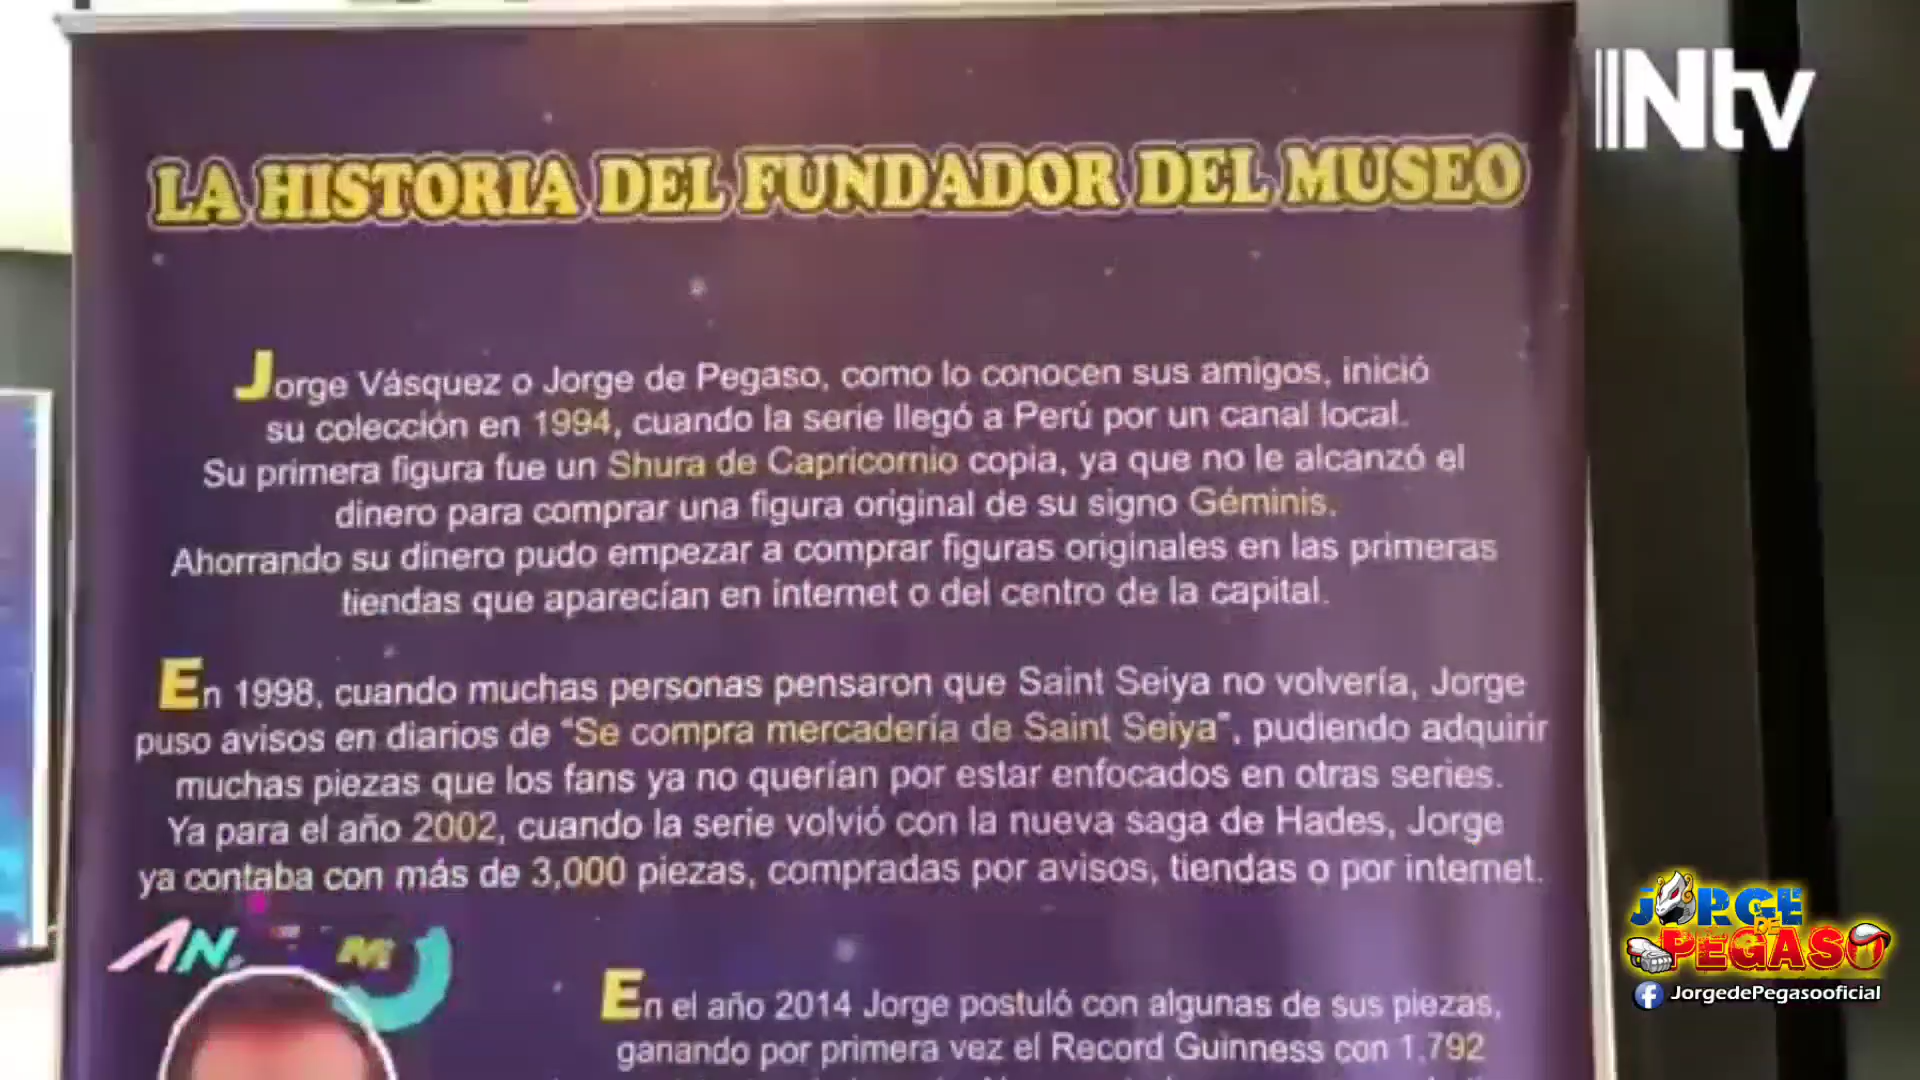 Ntv
LA HISTORIA DEL FUNDADOR DEL MUSEO
Jorge Vásquez o Jorge de Pegaso, como lo conocen sus amigos, inició
su colección en 1994, cuando la serie llegó a Perú por un canal local.
Su primera figura fue un Shura de Capricornio copia, ya que no le alcanzó el
dinero para comprar una figura original de su signo Géminis.
Ahorrando su dinero pudo empezar a comprar figuras originales en las primeras
tiendas que aparecían en internet o del centro de la capital.
En 1998, cuando muchas personas pensaron que Saint Seiya no volvería, Jorge
puso avisos en diarios de “Se compra mercadería de Saint Seiya”, pudiendo adquirir
muchas piezas que los fans ya no querían por estar enfocados en otras series.
Ya para el año 2002, cuando la serie volvió con la nueva saga de Hades, Jorge
ya contaba con más de 3,000 piezas, compradas por avisos, tiendas o por internet.
En el año 2014 Jorge postuló con algunas de sus piezas,
ganando por primera vez el Record Guinness con 1,792
JORGE
DE
PEGASO
JorgedePegasooficial